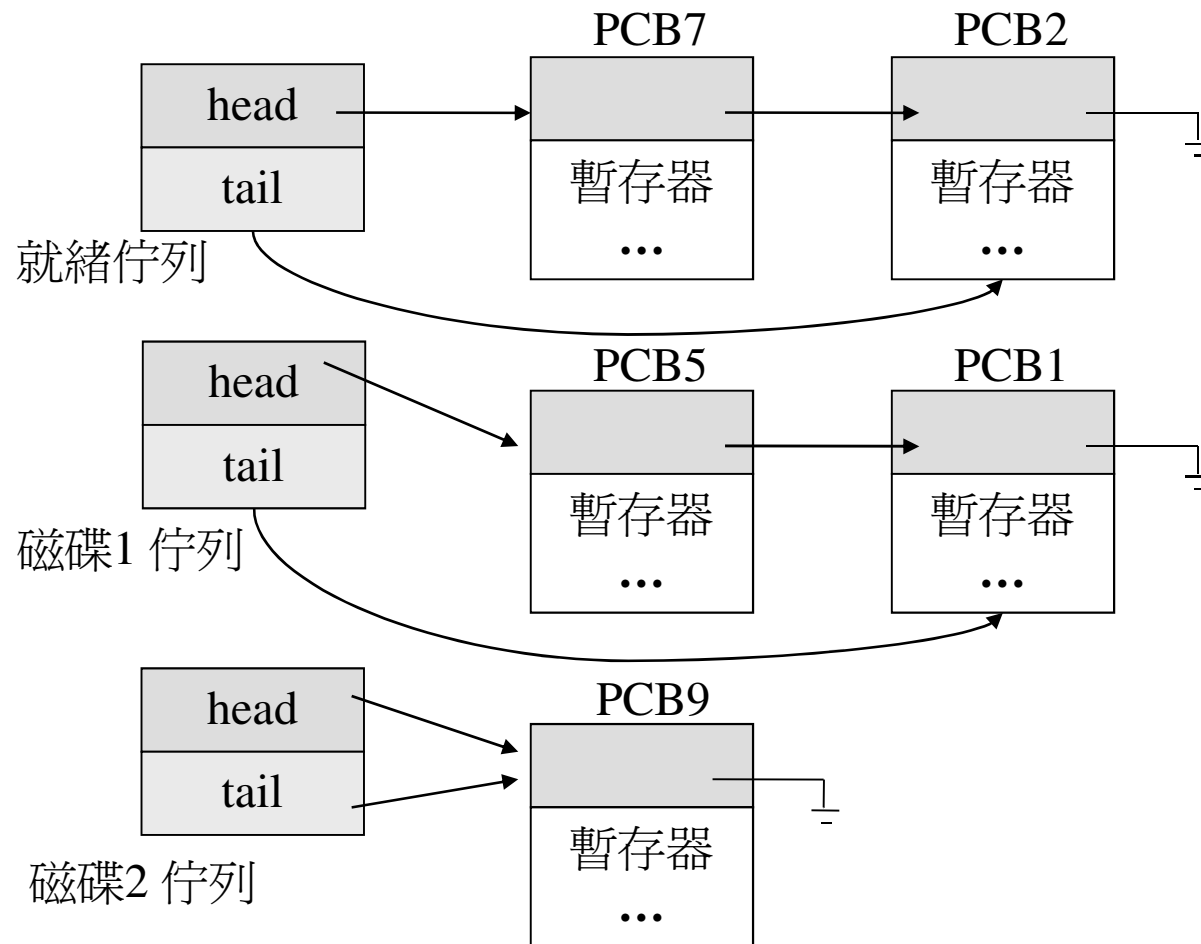 PCB7
PCB2
head
tail
暫存器
...
暫存器
...
就緒佇列
PCB5
PCB1
head
tail
暫存器
...
暫存器
...
磁碟1 佇列
PCB9
head
tail
暫存器
...
磁碟2 佇列